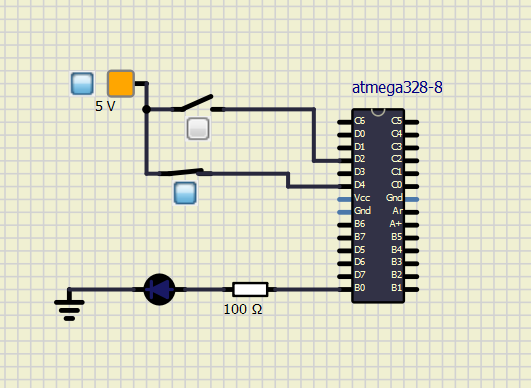 atmega328-8
5 V
C6 C5
D0 C4
D1 C3
D2 C2
D3 C1
D4 C0
Vcc Gnd
Gnd Ar
B6 A+
B7 B5
D5 B4
D6 B3
D7 B2
B0 B1
100 Ω